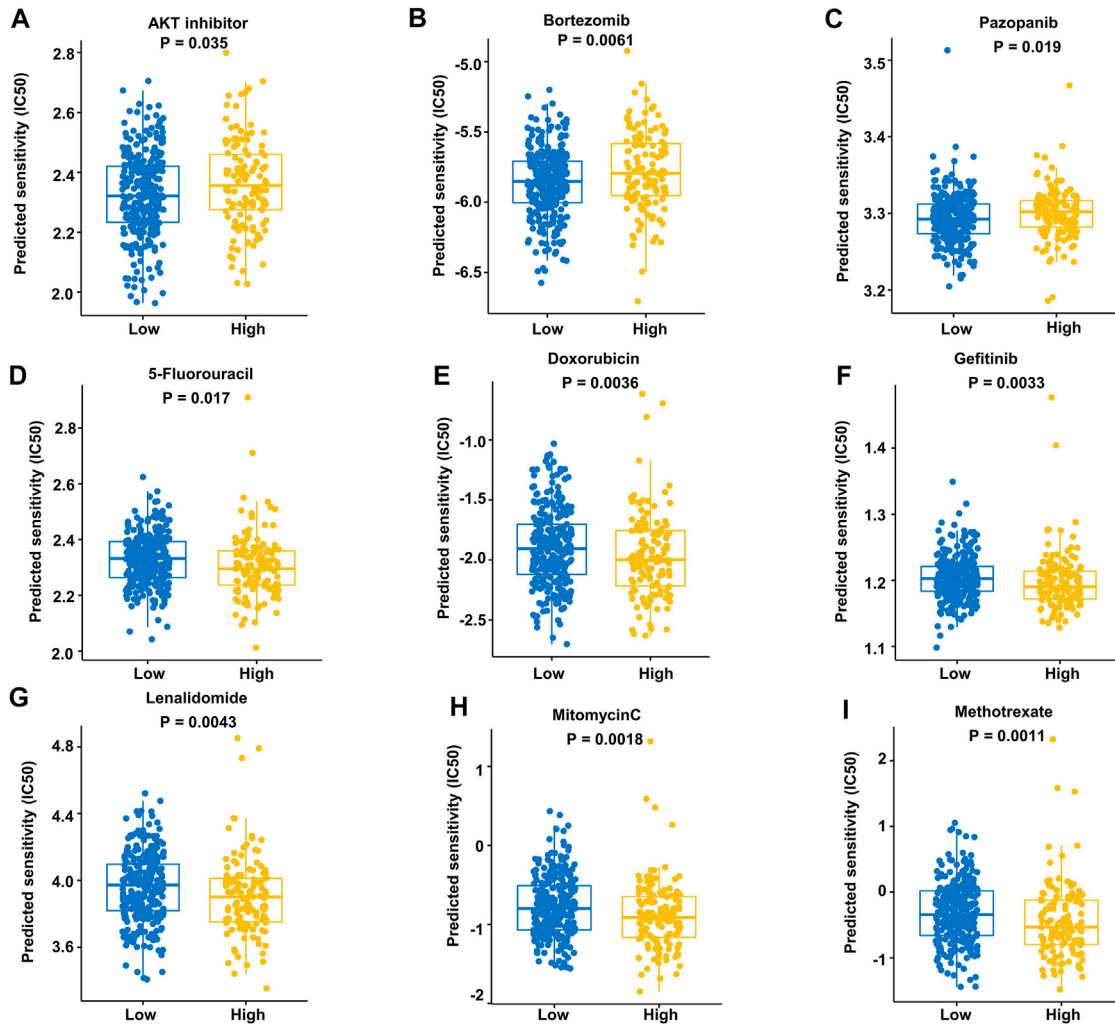 A
AKT inhibitor
P = 0.035
Predicted sensitivity (IC50)
2.8
2.6
2.4
2.2
2.0
Low
High
B
Bortezomib
P = 0.0061
Predicted sensitivity (IC50)
-5.0
-5.5
-6.0
-6.5
Low
High
C
Pazopanib
P = 0.019
Predicted sensitivity (IC50)
3.5
3.4
3.3
3.2
Low
High
D
5-Fluorouracil
P = 0.017
Predicted sensitivity (IC50)
2.8
2.6
2.4
2.2
2.0
Low
High
E
Doxorubicin
P = 0.0036
Predicted sensitivity (IC50)
-1.0
-1.5
-2.0
-2.5
Low
High
F
Gefitinib
P = 0.0033
Predicted sensitivity (IC50)
1.4
1.3
1.2
1.1
Low
High
G
Lenalidomide
P = 0.0043
Predicted sensitivity (IC50)
4.8
4.4
4.0
3.6
Low
High
H
MitomycinC
P = 0.0018
Predicted sensitivity (IC50)
1
0
-1
-2
Low
High
I
Methotrexate
P = 0.0011
Predicted sensitivity (IC50)
2
1
-0
-1
Low
High